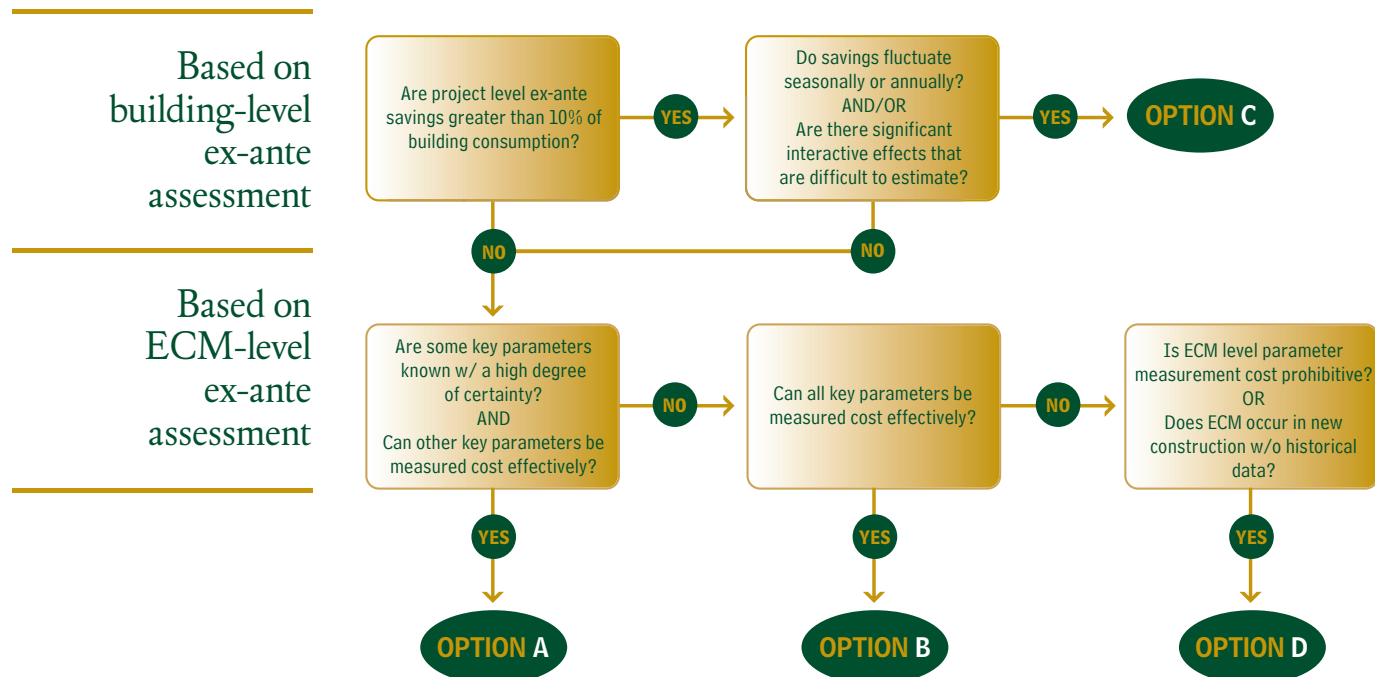 Based on
building-level
ex-ante
assessment
Are project level ex-ante
savings greater than 10% of
building consumption?
YES
Do savings fluctuate
seasonally or annually?
AND/OR
Are there significant
interactive effects that
are difficult to estimate?
YES
OPTION C
NO
NO
Based on
ECM-level
ex-ante
assessment
Are some key parameters
known w/ a high degree
of certainty?
AND
Can other key parameters be
measured cost effectively?
NO
Can all key parameters be
measured cost effectively?
NO
Is ECM level parameter
measurement cost prohibitive?
OR
Does ECM occur in new
construction w/o historical
data?
YES
YES
YES
OPTION A
OPTION B
OPTION D